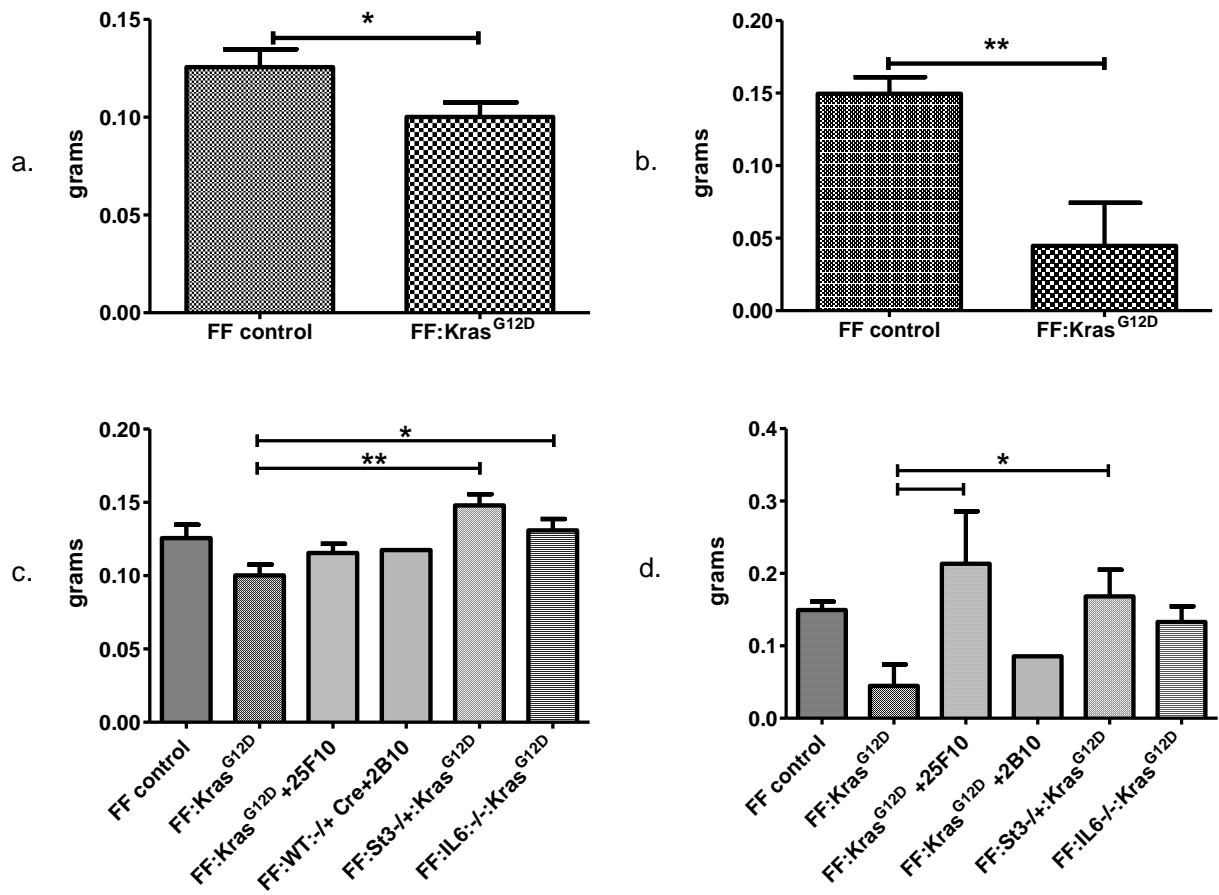 a.
grams
0.15
0.10
0.05
0.00
*
FF control
FF:Kras G12D
b.
grams
0.20
0.15
0.10
0.05
0.00
**
FF control
FF:Kras G12D
c.
grams
0.20
0.15
0.10
0.05
0.00
*
**
FF control
FF:Kras G12D
FF:Kras G12D +25F10
FF:WT:-/+ Cre+2B10
FF:St3-/+:Kras G12D
FF:IL6:-/-:Kras G12D
d.
grams
0.4
0.3
0.2
0.1
0.0
*
FF control
FF:Kras G12D
FF:Kras G12D +25F10
FF:Kras G12D +2B10
FF:St3-/+:Kras G12D
FF:IL6-/-:Kras G12D